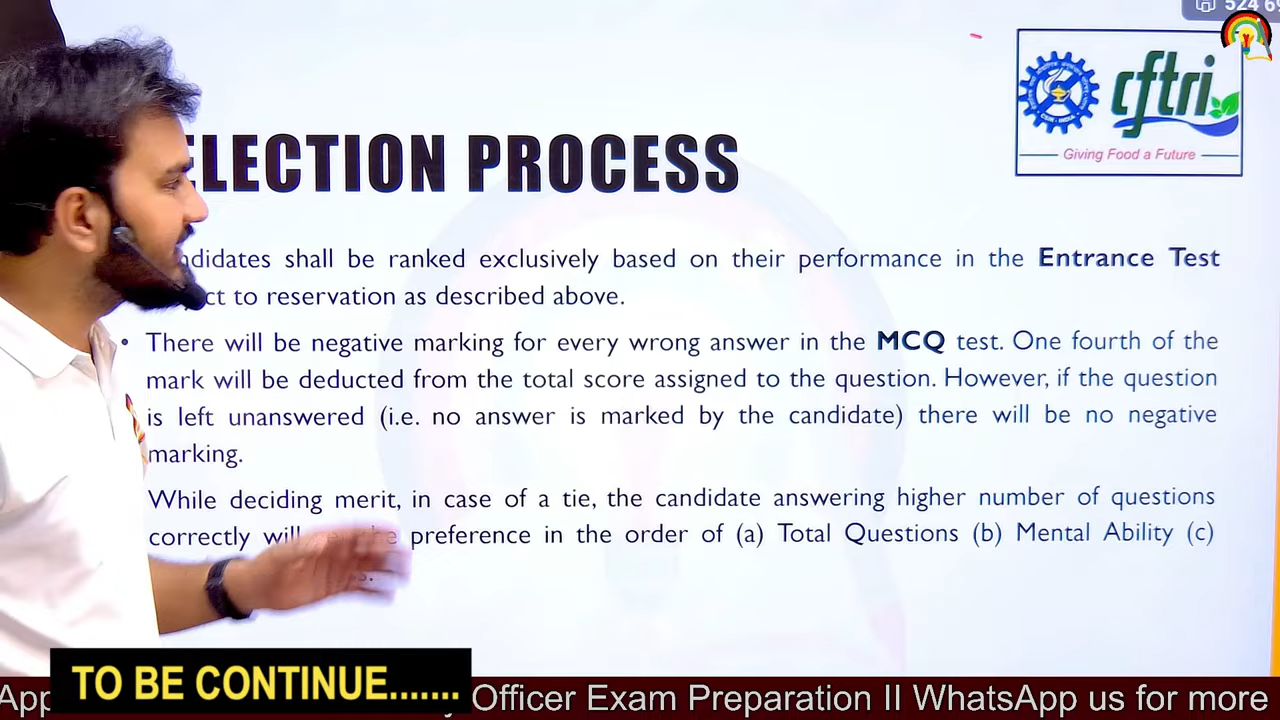 524
cftri
Giving Food a Future
ELECTION PROCESS
ndidates shall be ranked exclusively based on their performance in the Entrance Test
ct to reservation as described above.
• There will be negative marking for every wrong answer in the MCQ test. One fourth of the
mark will be deducted from the total score assigned to the question. However, if the question
is left unanswered (i.e. no answer is marked by the candidate) there will be no negative
marking.
While deciding merit, in case of a tie, the candidate answering higher number of questions
correctly will the preference in the order of (a) Total Questions (b) Mental Ability (c)
TO BE CONTINUE.......
App Officer Exam Preparation II WhatsApp us for more